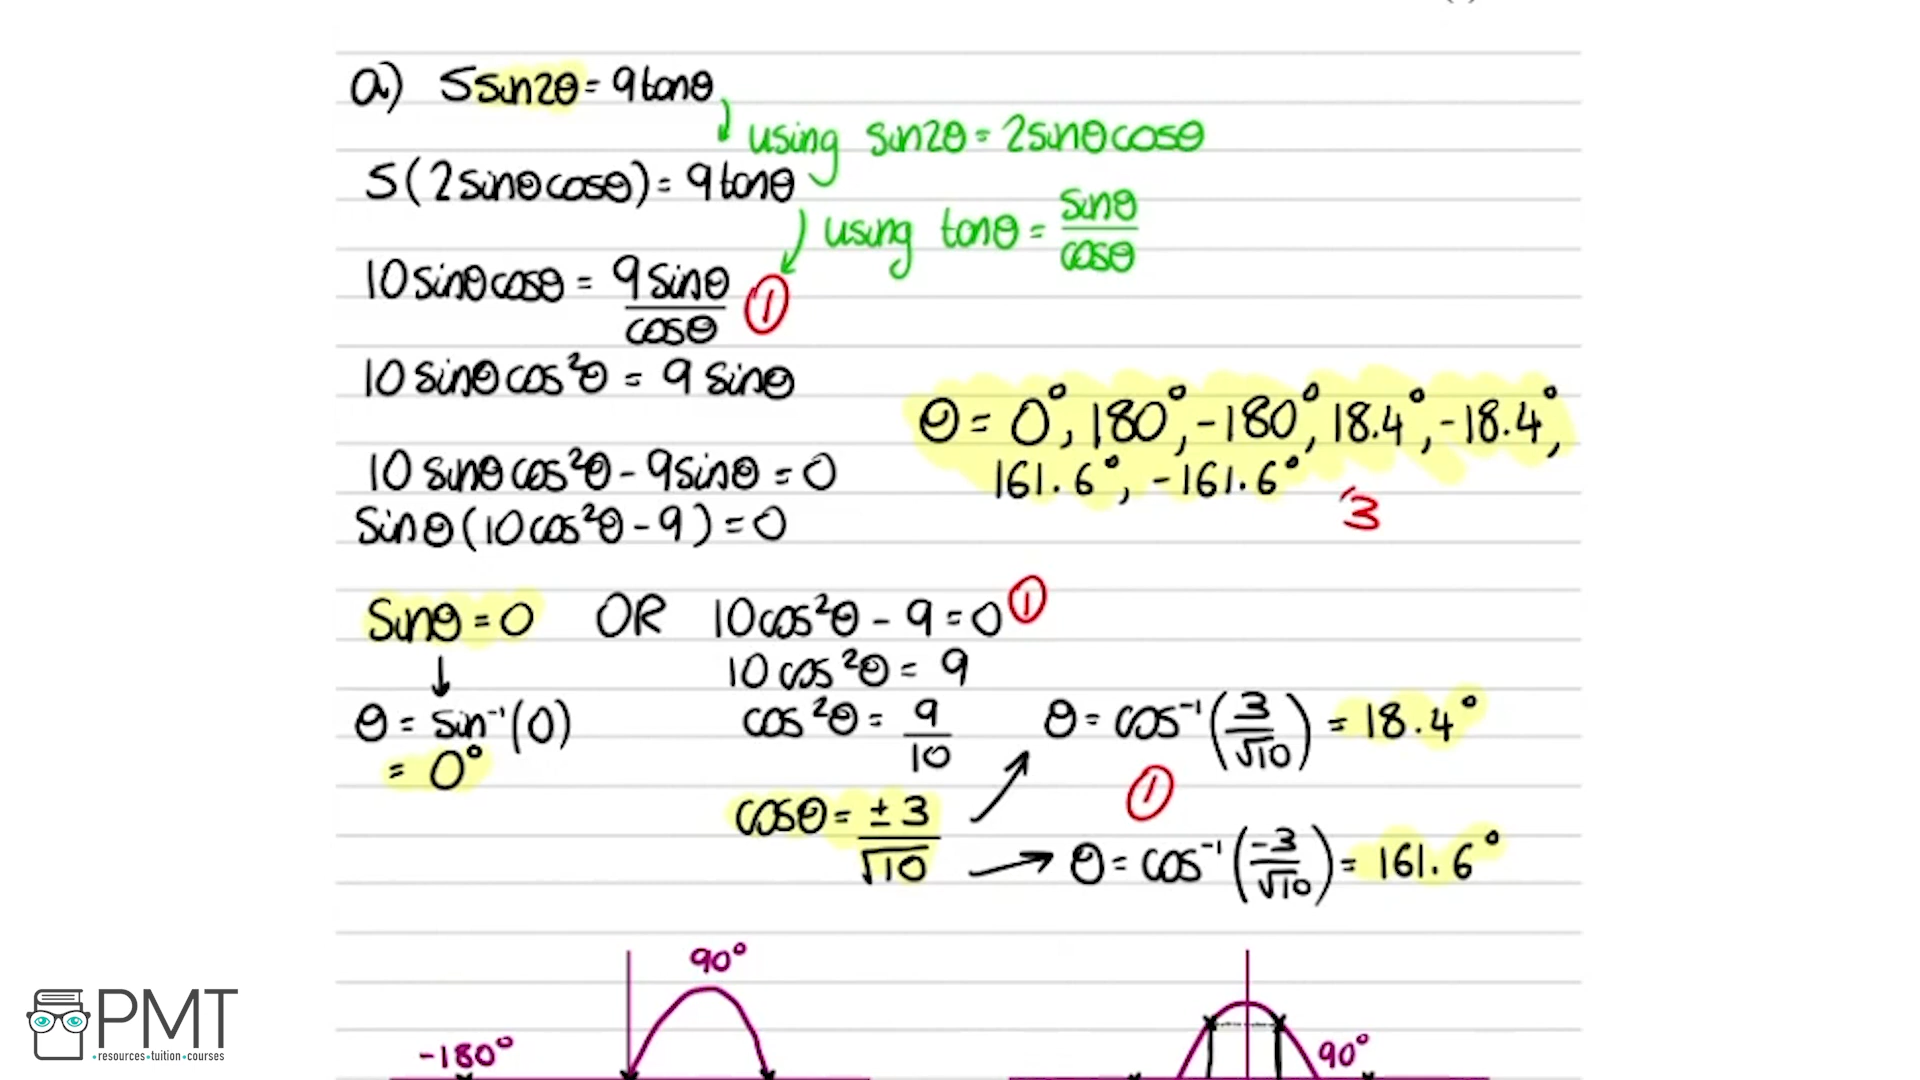 a) 5sin2θ = 9tanθ
using sin2θ = 2sinθcosθ
5(2sinθcosθ) = 9tanθ
using tanθ = sinθ/cosθ
10sinθcosθ = 9sinθ/cosθ ①
10sinθcos²θ = 9sinθ
θ = 0°, 180°, -180°, 18.4°, -18.4°,
161.6°, -161.6°
3
10sinθcos²θ - 9sinθ = 0
sinθ(10cos²θ - 9) = 0
sinθ = 0 OR 10cos²θ - 9 = 0 ①
↓ 10cos²θ = 9
θ = sin⁻¹(0)
= 0°
cos²θ = 9/10
θ = cos⁻¹(3/√10) = 18.4°
①
cosθ = ±3/√10
θ = cos⁻¹(-3/√10) = 161.6°
90°
-180°
90°
PMT
•resources•tuition•courses